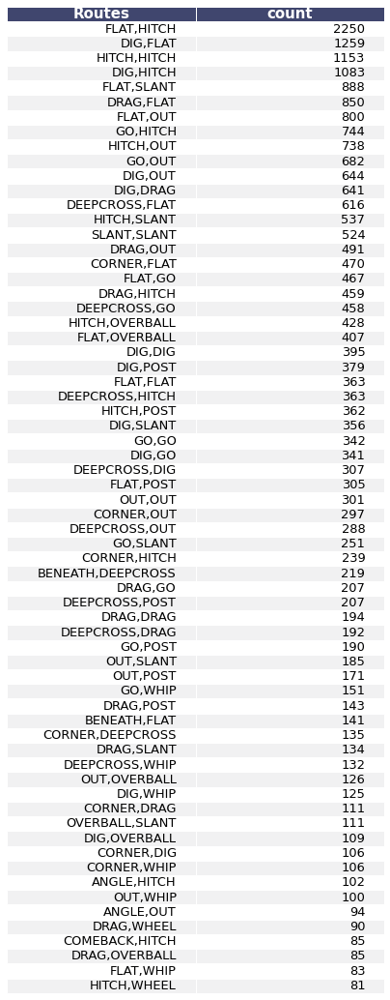 Routes count
FLAT,HITCH 2250
DIG,FLAT 1259
HITCH,HITCH 1153
DIG,HITCH 1083
FLAT,SLANT 888
DRAG,FLAT 850
FLAT,OUT 800
GO,HITCH 744
HITCH,OUT 738
GO,OUT 682
DIG,OUT 644
DIG,DRAG 641
DEEPCROSS,FLAT 616
HITCH,SLANT 537
SLANT,SLANT 524
DRAG,OUT 491
CORNER,FLAT 470
FLAT,GO 467
DRAG,HITCH 459
DEEPCROSS,GO 458
HITCH,OVERBALL 428
FLAT,OVERBALL 407
DIG,DIG 395
DIG,POST 379
FLAT,FLAT 363
DEEPCROSS,HITCH 363
HITCH,POST 362
DIG,SLANT 356
GO,GO 342
DIG,GO 341
DEEPCROSS,DIG 307
FLAT,POST 305
OUT,OUT 301
CORNER,OUT 297
DEEPCROSS,OUT 288
GO,SLANT 251
CORNER,HITCH 239
BENEATH,DEEPCROSS 219
DRAG,GO 207
DEEPCROSS,POST 207
DRAG,DRAG 194
DEEPCROSS,DRAG 192
GO,POST 190
OUT,SLANT 185
OUT,POST 171
GO,WHIP 151
DRAG,POST 143
BENEATH,FLAT 141
CORNER,DEEPCROSS 135
DRAG,SLANT 134
DEEPCROSS,WHIP 132
OUT,OVERBALL 126
DIG,WHIP 125
CORNER,DRAG 111
OVERBALL,SLANT 111
DIG,OVERBALL 109
CORNER,DIG 106
CORNER,WHIP 106
ANGLE,HITCH 102
OUT,WHIP 100
ANGLE,OUT 94
DRAG,WHEEL 90
COMEBACK,HITCH 85
DRAG,OVERBALL 85
FLAT,WHIP 83
HITCH,WHEEL 81